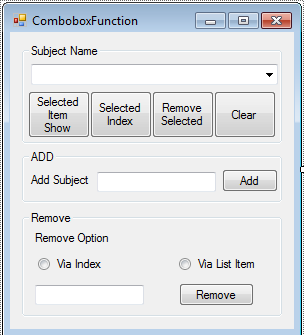 ComboboxFunction
Subject Name
Selected
Item
Show
Selected
Index
Remove
Selected
Clear
ADD
Add Subject
Add
Remove
Remove Option
Via Index
Via List Item
Remove